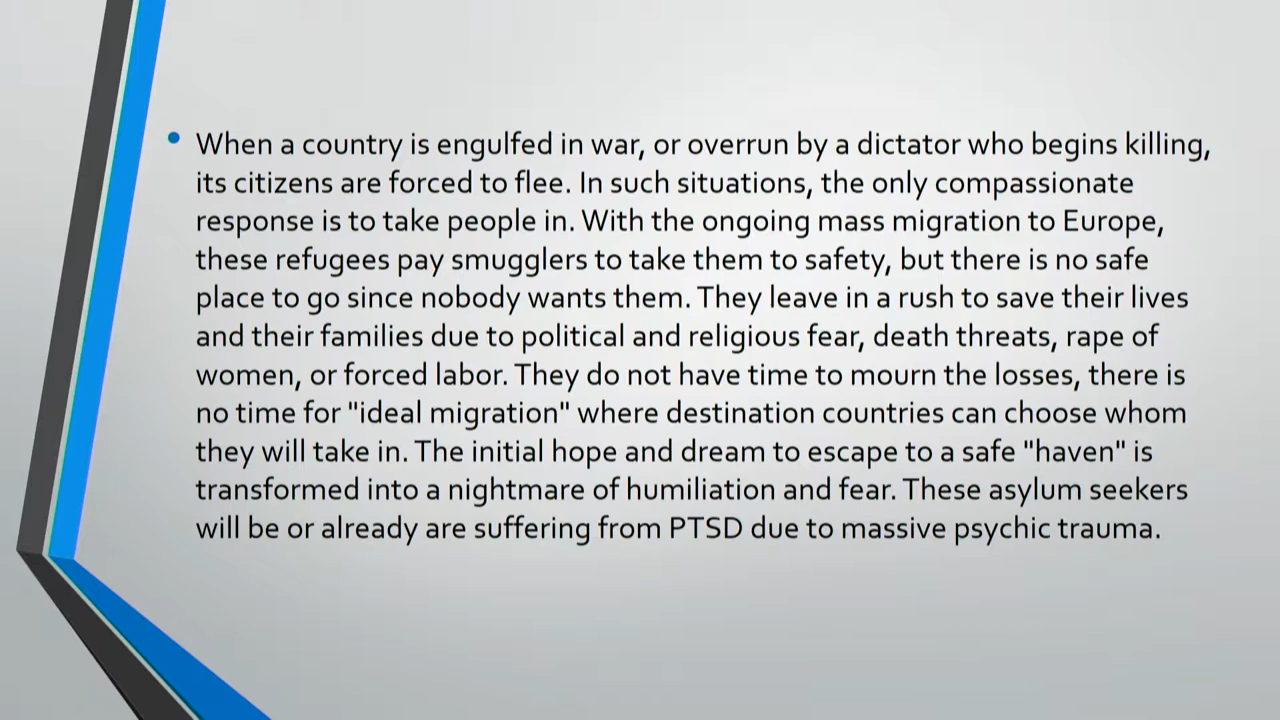 • When a country is engulfed in war, or overrun by a dictator who begins killing,
its citizens are forced to flee. In such situations, the only compassionate
response is to take people in. With the ongoing mass migration to Europe,
these refugees pay smugglers to take them to safety, but there is no safe
place to go since nobody wants them. They leave in a rush to save their lives
and their families due to political and religious fear, death threats, rape of
women, or forced labor. They do not have time to mourn the losses, there is
no time for "ideal migration" where destination countries can choose whom
they will take in. The initial hope and dream to escape to a safe "haven" is
transformed into a nightmare of humiliation and fear. These asylum seekers
will be or already are suffering from PTSD due to massive psychic trauma.